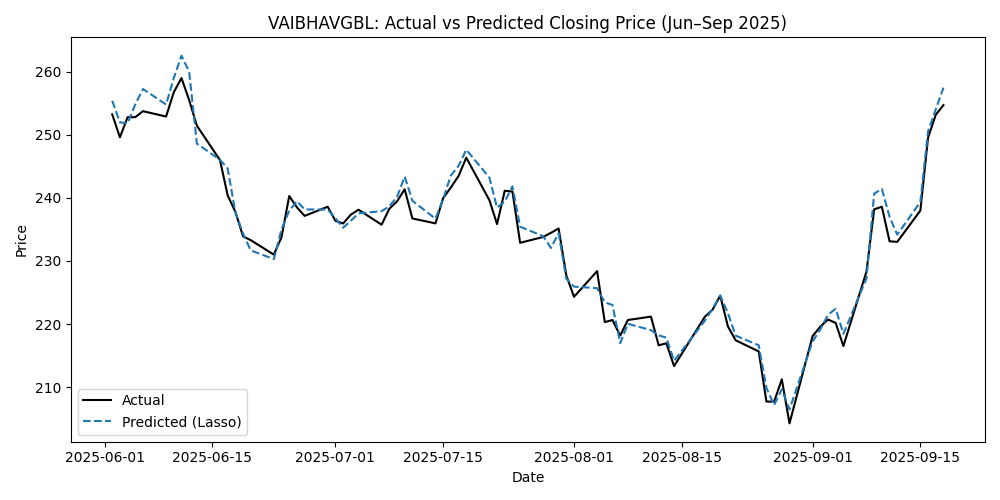 VAIBHAVGBL: Actual vs Predicted Closing Price (Jun–Sep 2025)
Price
260
250
240
230
220
210
Actual
Predicted (Lasso)
2025-06-01
2025-06-15
2025-07-01
2025-07-15
2025-08-01
2025-08-15
2025-09-01
2025-09-15
Date